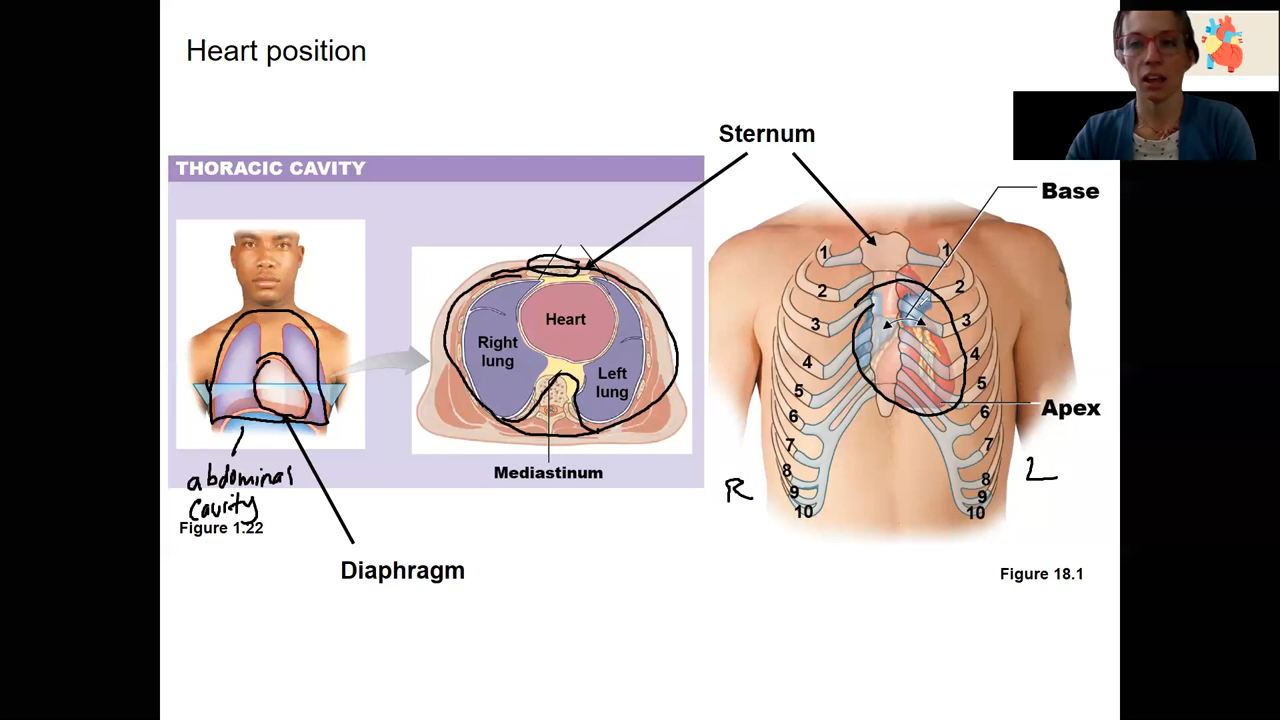 Heart position
Sternum
THORACIC CAVITY
Base
Heart
Right
lung
Left
lung
Mediastinum
abdominal
cavity
Figure 1.22
Diaphragm
1 1
2 2
3 3
4 4
5 5
6 6
7 7
8 8
9 9
10 10
Apex
R L
Figure 18.1